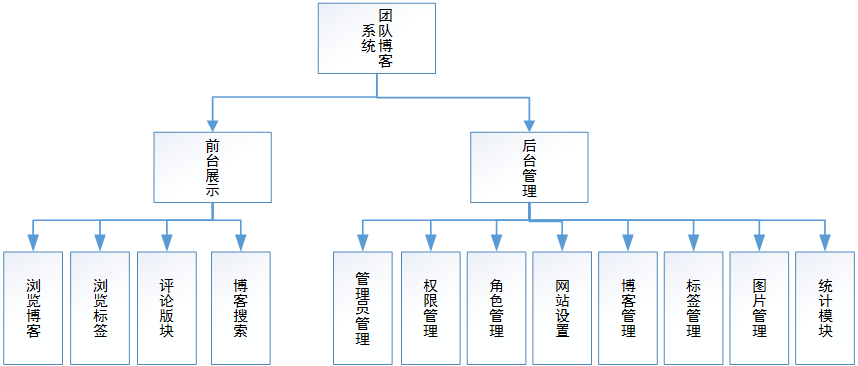 团队博客
系统
前台展示
后台管理
浏览博客
浏览标签
评论版块
博客搜索
管理员管理
权限管理
角色管理
网站设置
博客管理
标签管理
图片管理
统计模块